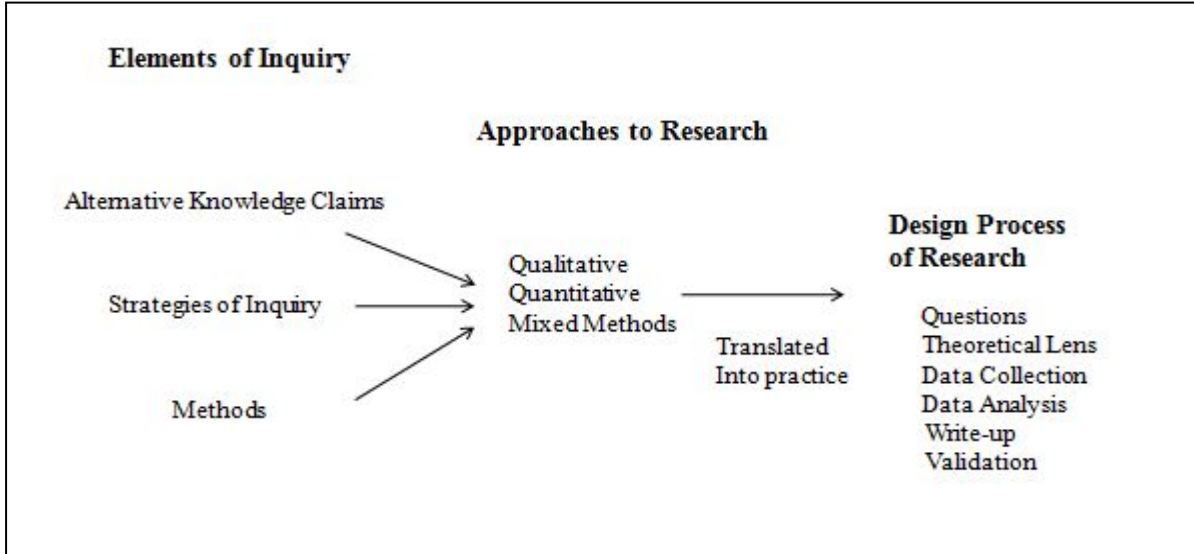 Elements of Inquiry
Approaches to Research
Alternative Knowledge Claims
Strategies of Inquiry
Methods
Qualitative
Quantitative
Mixed Methods
Translated
Into practice
Design Process
of Research
Questions
Theoretical Lens
Data Collection
Data Analysis
Write-up
Validation